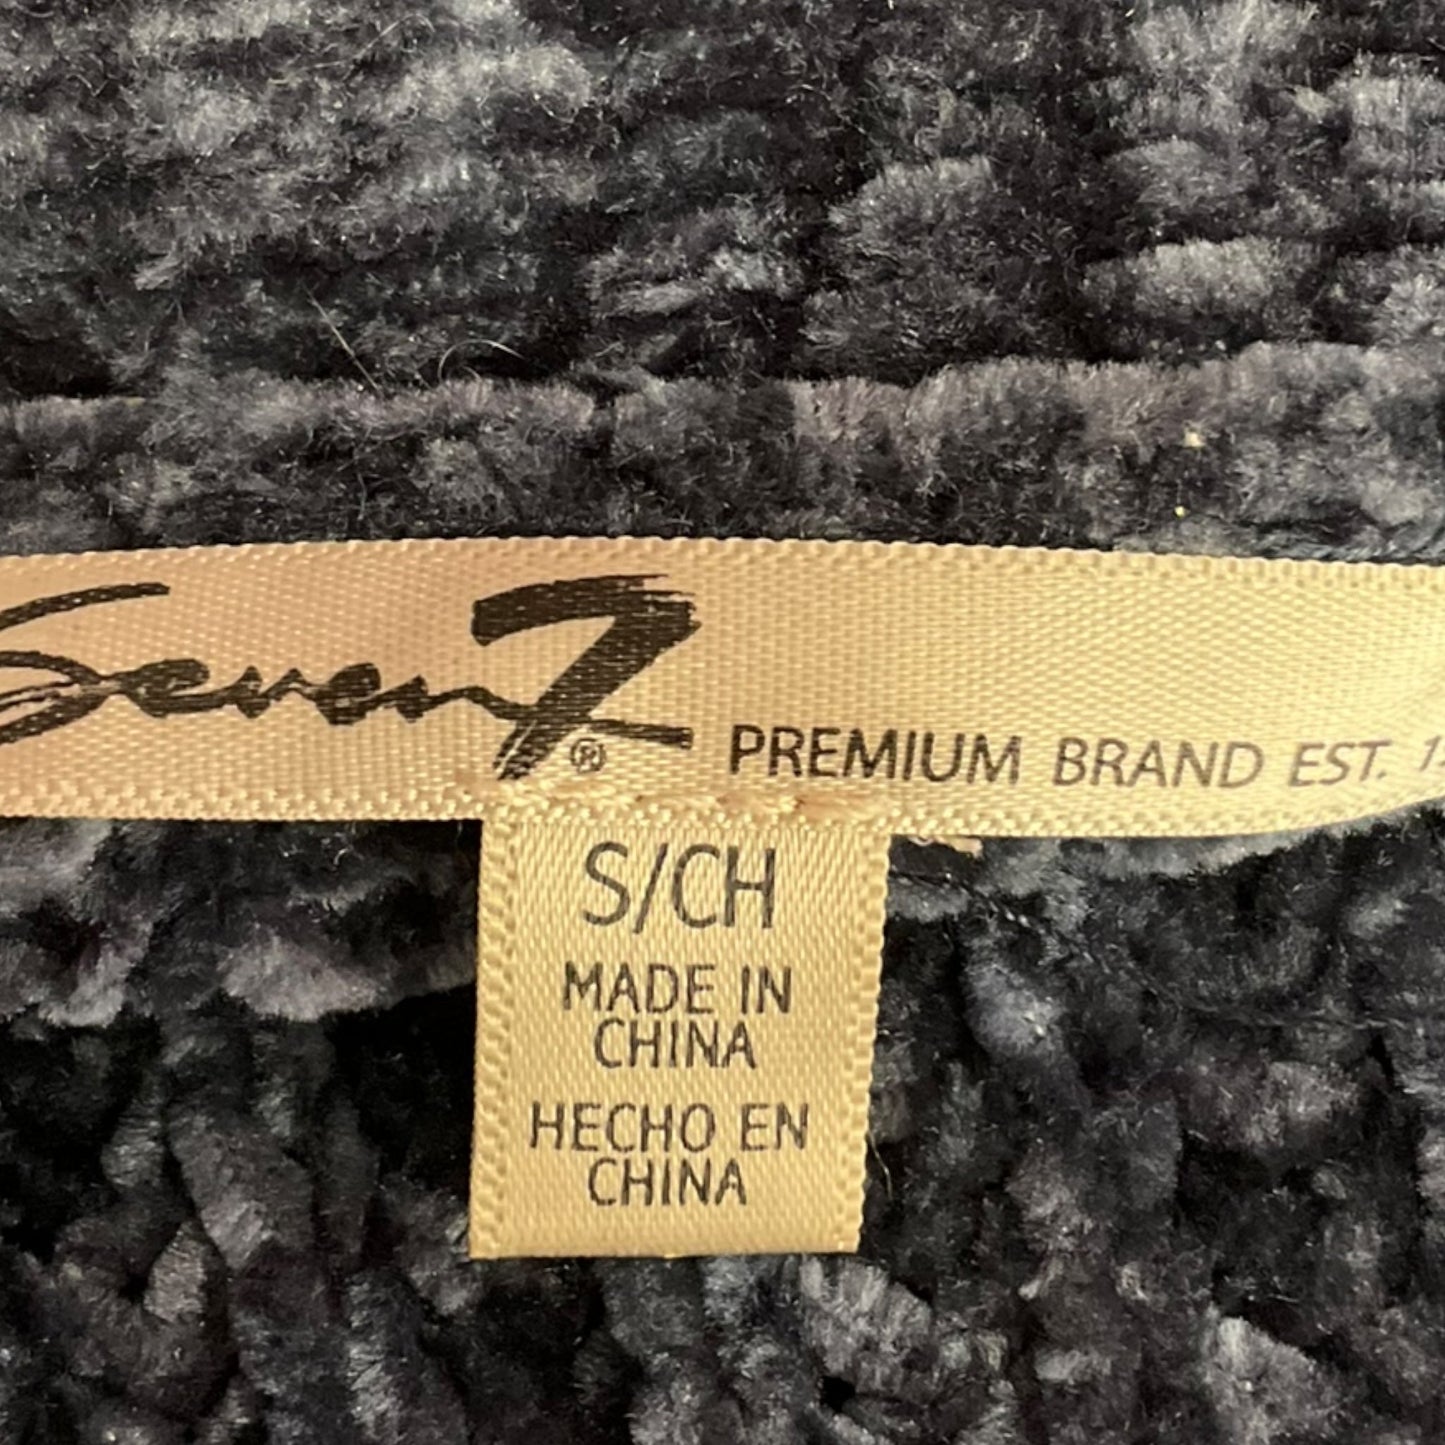 Seven7®
PREMIUM BRAND EST.
S/CH
MADE IN
CHINA
HECHO EN
CHINA